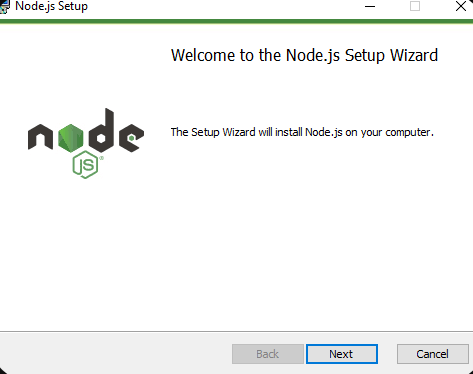 Node.js Setup
Welcome to the Node.js Setup Wizard
node
JS
The Setup Wizard will install Node.js on your computer.
Back
Next
Cancel